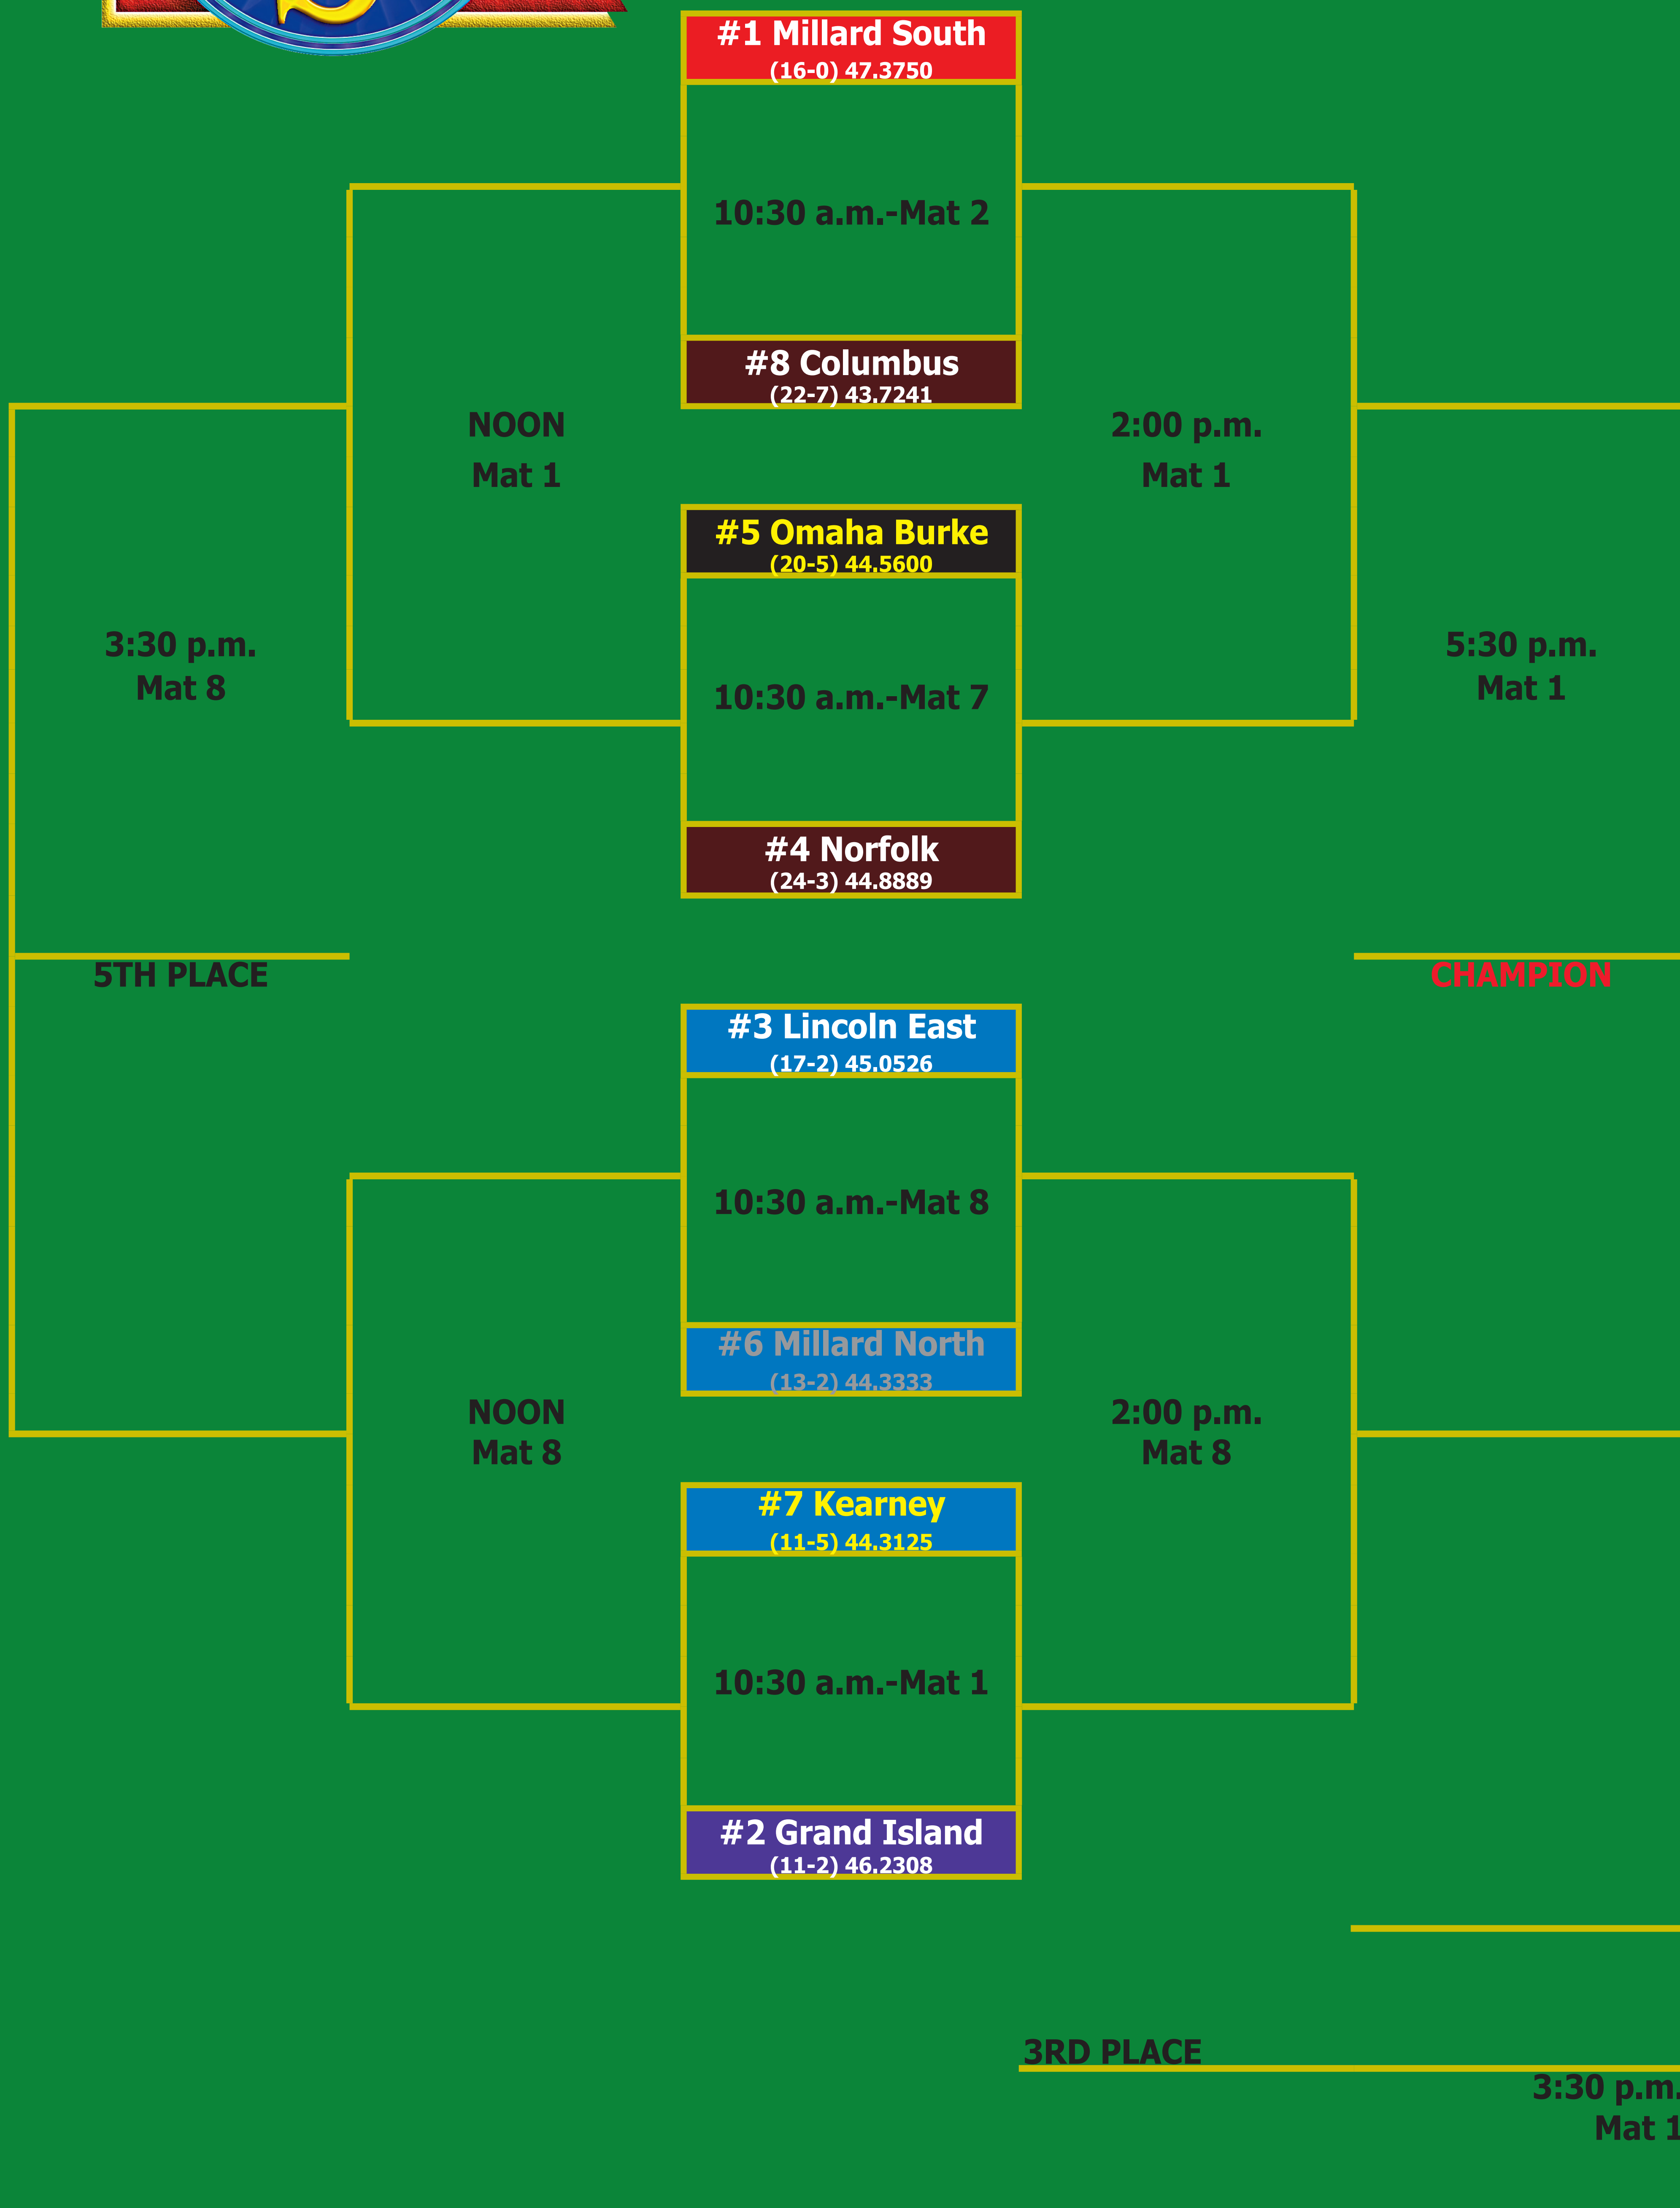 #1 Millard South
(16-0) 47.3750
10:30 a.m.-Mat 2
#8 Columbus
(22-7) 43.7241
NOON
Mat 1
2:00 p.m.
Mat 1
#5 Omaha Burke
(20-5) 44.5600
3:30 p.m.
Mat 8
10:30 a.m.-Mat 7
5:30 p.m.
Mat 1
#4 Norfolk
(24-3) 44.8889
5TH PLACE
CHAMPION
#3 Lincoln East
(17-2) 45.0526
10:30 a.m.-Mat 8
#6 Millard North
(13-2) 44.3333
NOON
Mat 8
2:00 p.m.
Mat 8
#7 Kearney
(11-5) 44.3125
10:30 a.m.-Mat 1
#2 Grand Island
(11-2) 46.2308
3RD PLACE
3:30 p.m.
Mat 1